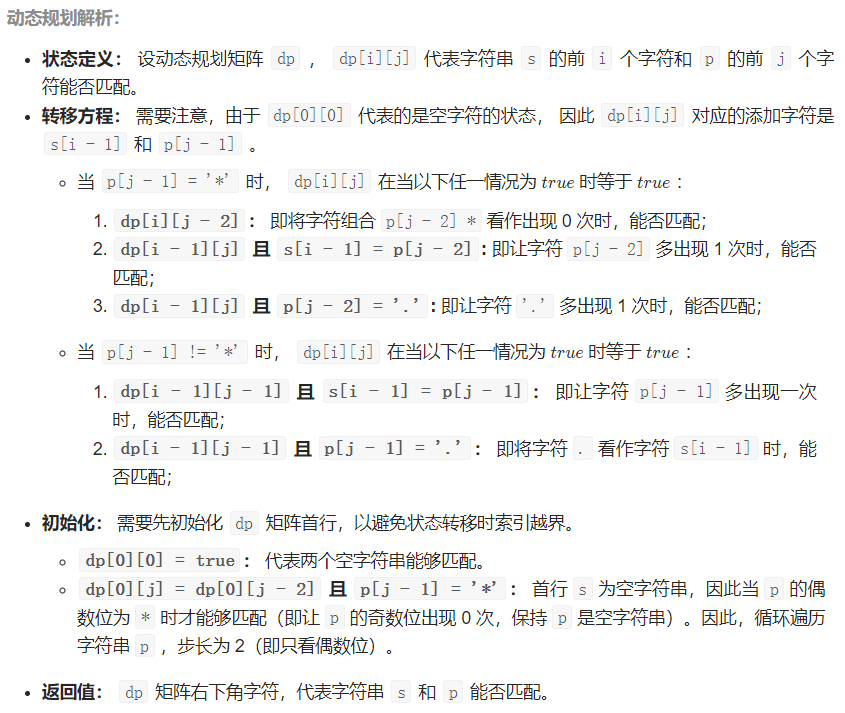 动态规划解析：
• 状态定义： 设动态规划矩阵 dp ， dp[i][j] 代表字符串 s 的前 i 个字符和 p 的前 j 个字
符能否匹配。
• 转移方程： 需要注意，由于 dp[0][0] 代表的是空字符的状态， 因此 dp[i][j] 对应的添加字符是
s[i - 1] 和 p[j - 1] 。
◦ 当 p[j - 1] = '*' 时， dp[i][j] 在当以下任一情况为 true 时等于 true ：
1. dp[i][j - 2] ： 即将字符组合 p[j - 2] * 看作出现 0 次时，能否匹配；
2. dp[i - 1][j] 且 s[i - 1] = p[j - 2] : 即让字符 p[j - 2] 多出现 1 次时，能否
匹配；
3. dp[i - 1][j] 且 p[j - 2] = '.' : 即让字符 '.' 多出现 1 次时，能否匹配；
◦ 当 p[j - 1] != '*' 时， dp[i][j] 在当以下任一情况为 true 时等于 true ：
1. dp[i - 1][j - 1] 且 s[i - 1] = p[j - 1] ： 即让字符 p[j - 1] 多出现一次
时，能否匹配；
2. dp[i - 1][j - 1] 且 p[j - 1] = '.' ： 即将字符 . 看作字符 s[i - 1] 时，能
否匹配；
• 初始化： 需要先初始化 dp 矩阵首行，以避免状态转移时索引越界。
◦ dp[0][0] = true ： 代表两个空字符串能够匹配。
◦ dp[0][j] = dp[0][j - 2] 且 p[j - 1] = '*' ： 首行 s 为空字符串，因此当 p 的偶
数位为 * 时才能够匹配（即让 p 的奇数位出现 0 次，保持 p 是空字符串）。因此，循环遍历
字符串 p ，步长为 2（即只看偶数位）。
• 返回值： dp 矩阵右下角字符，代表字符串 s 和 p 能否匹配。